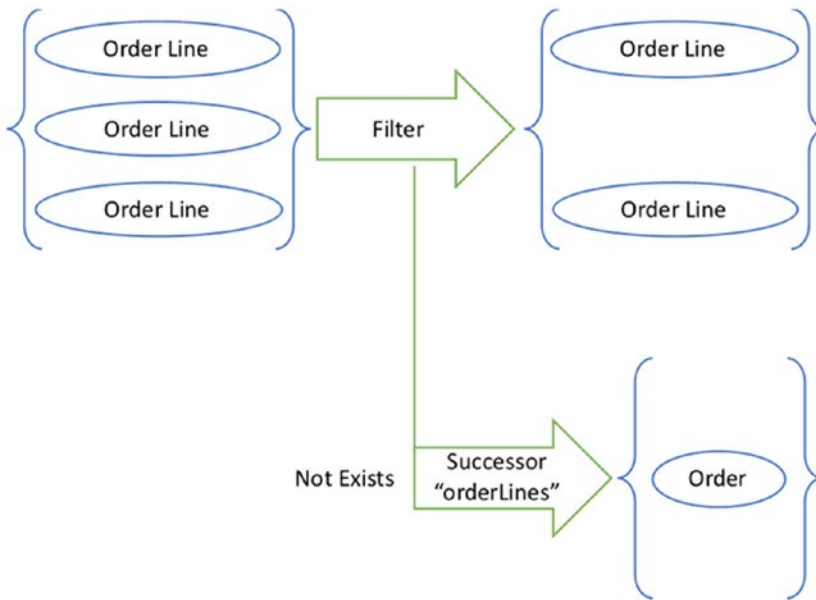 Order Line
Order Line
Order Line
Filter
Order Line
Order Line
Not Exists
Successor
“orderLines”
Order